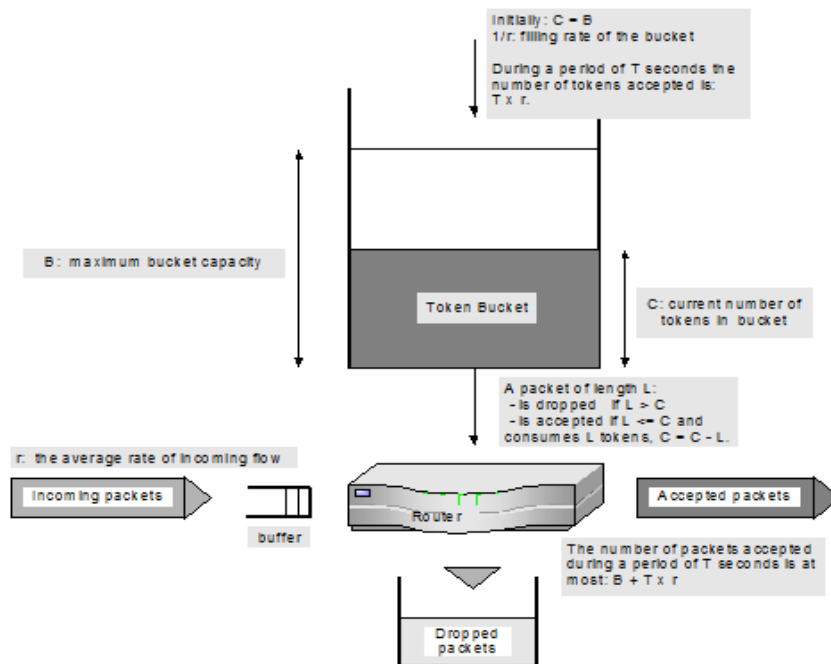 Initially: C = B
1/r: filling rate of the bucket
During a period of T seconds the
number of tokens accepted is:
T x r.
B: maximum bucket capacity
Token Bucket
C: current number of
tokens in bucket
A packet of length L:
- is dropped if L > C
- is accepted if L <= C and
consumes L tokens, C = C - L.
r: the average rate of incoming flow
Incoming packets
buffer
Router
Accepted packets
The number of packets accepted
during a period of T seconds is at
most: B + T x r
Dropped
packets